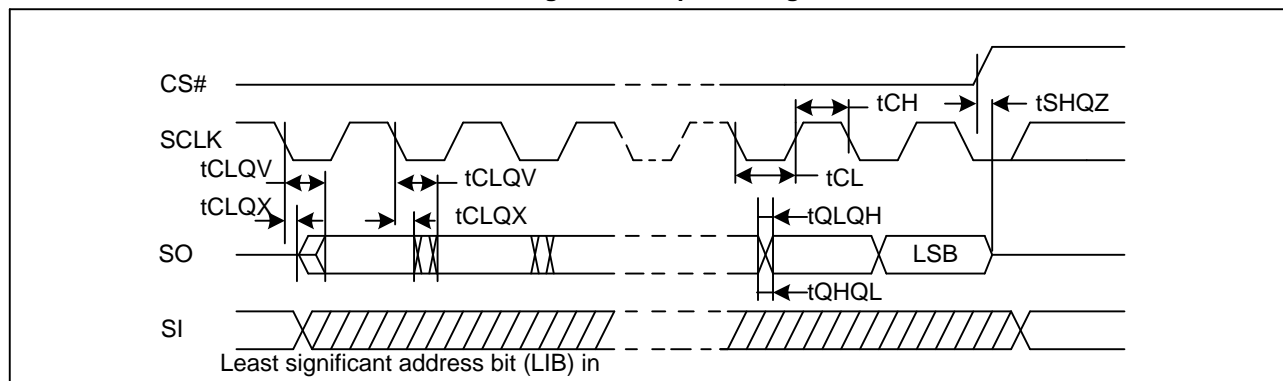 CS#
tCH
tSHQZ
SCLK
tCLQV
tCLQV
tCL
tCLQX
tCLQX
tQLQH
SO
LSB
tQHQL
SI
Least significant address bit (LIB) in